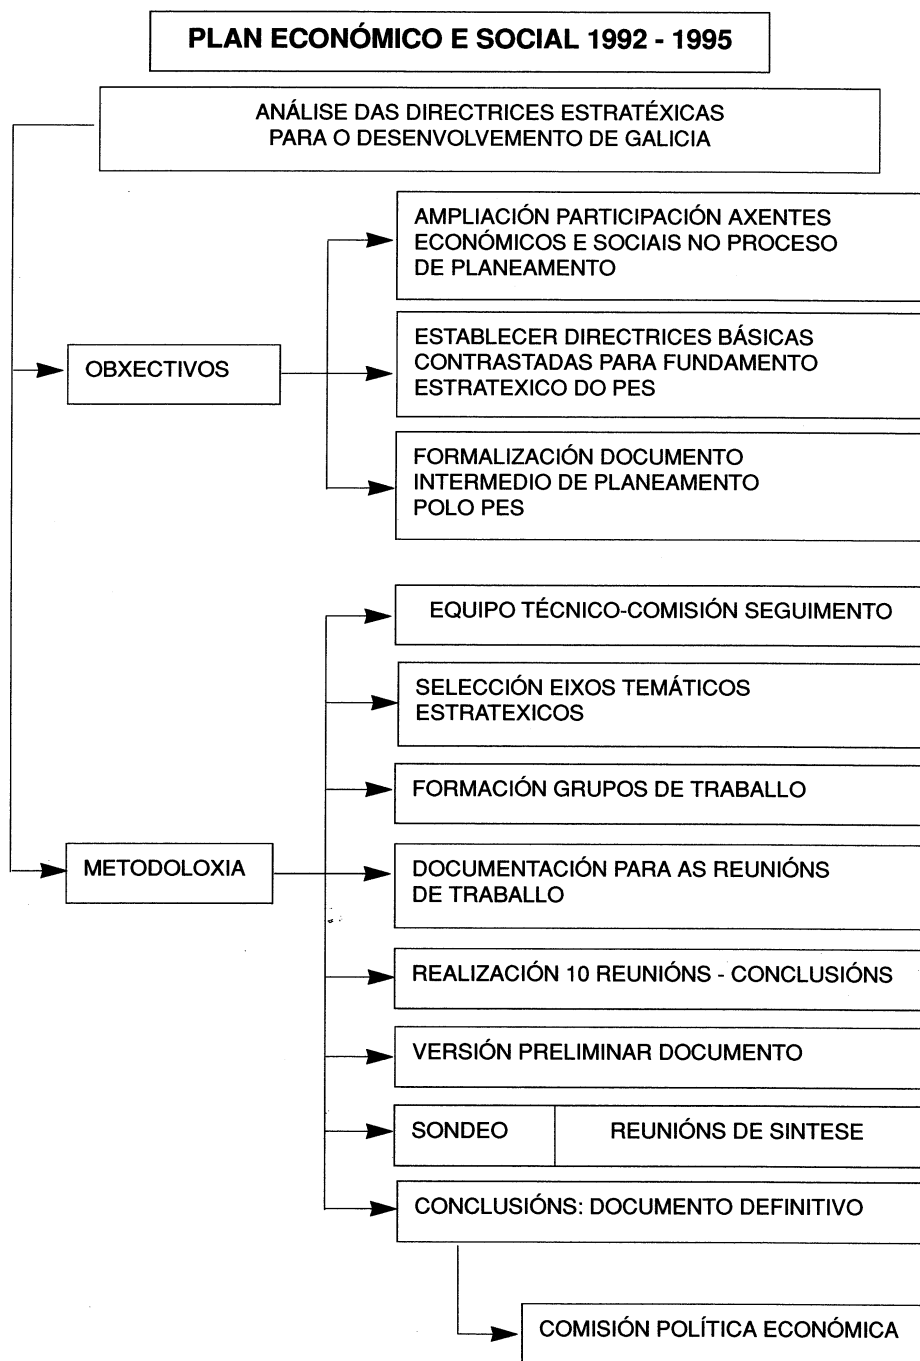 PLAN ECONÓMICO E SOCIAL 1992 - 1995
ANÁLISE DAS DIRECTRICES ESTRATÉXICAS
PARA O DESENVOLVEMENTO DE GALICIA
OBXECTIVOS
AMPLIACIÓN PARTICIPACIÓN AXENTES
ECONÓMICOS E SOCIAIS NO PROCESO
DE PLANEAMENTO
ESTABLECER DIRECTRICES BÁSICAS
CONTRASTADAS PARA FUNDAMENTO
ESTRATEXICO DO PES
FORMALIZACIÓN DOCUMENTO
INTERMEDIO DE PLANEAMENTO
POLO PES
METODOLOXIA
EQUIPO TÉCNICO-COMISIÓN SEGUIMENTO
SELECCIÓN EIXOS TEMÁTICOS
ESTRATEXICOS
FORMACIÓN GRUPOS DE TRABALLO
DOCUMENTACIÓN PARA AS REUNIÓNS
DE TRABALLO
REALIZACIÓN 10 REUNIÓNS - CONCLUSIÓNS
VERSIÓN PRELIMINAR DOCUMENTO
SONDEO
REUNIÓNS DE SINTESE
CONCLUSIÓNS: DOCUMENTO DEFINITIVO
COMISIÓN POLÍTICA ECONÓMICA